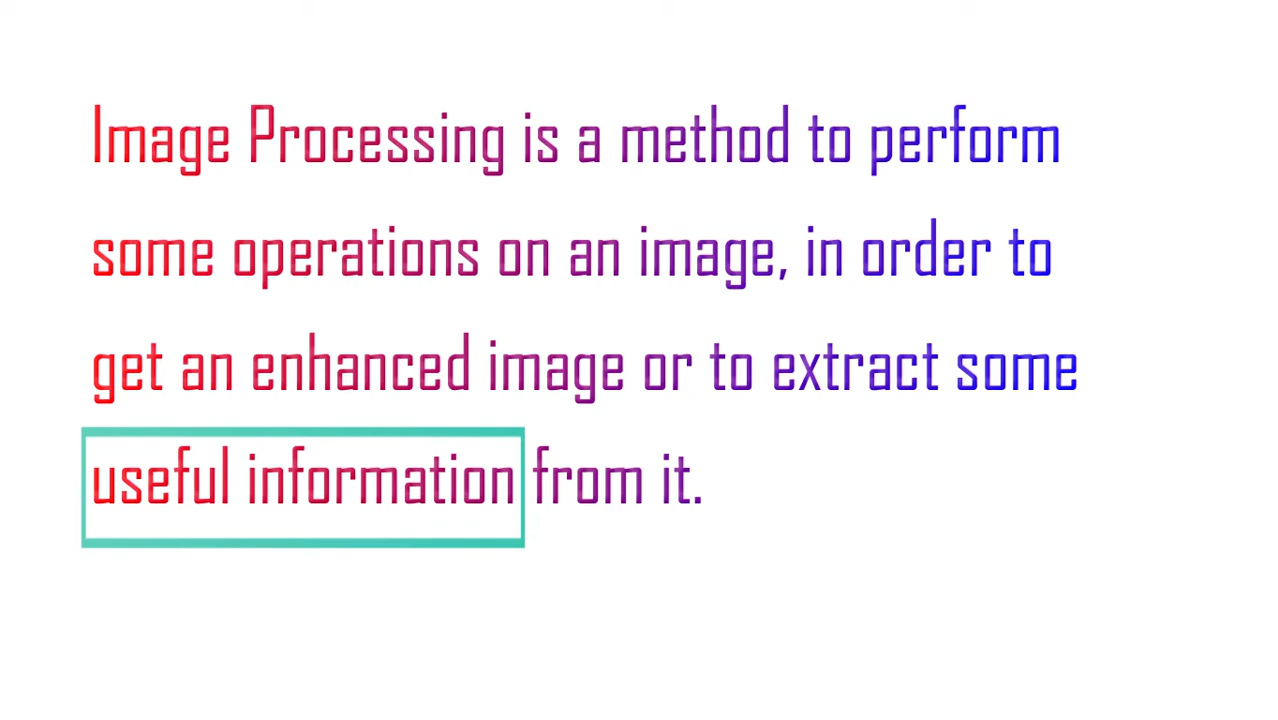 Image Processing is a method to perform
some operations on an image, in order to
get an enhanced image or to extract some
useful information from it.